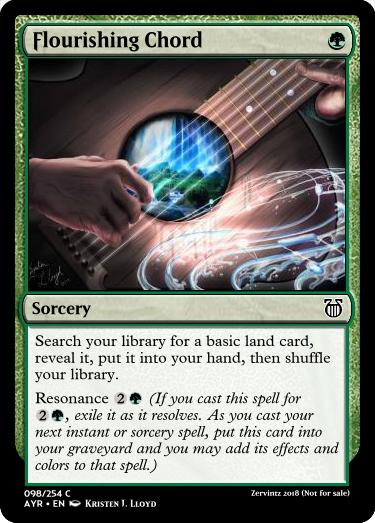 Flourishing Chord
Sorcery
Search your library for a basic land card,
reveal it, put it into your hand, then shuffle
your library.
Resonance 2 (If you cast this spell for
2 , exile it as it resolves. As you cast your
next instant or sorcery spell, put this card into
your graveyard and you may add its effects and
colors to that spell.)
098/254 C
AYR • EN Kristen J. Lloyd
Zervintz 2018 (Not for sale)